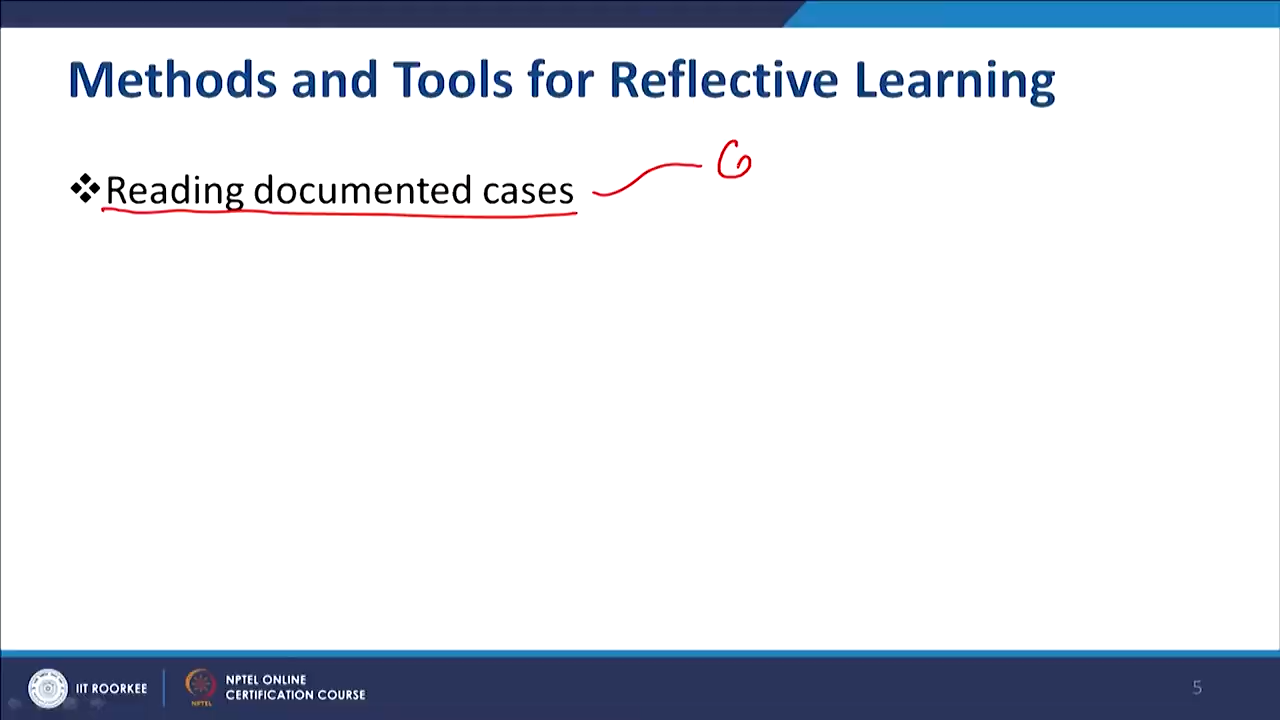 Methods and Tools for Reflective Learning
❖Reading documented cases
IIT ROORKEE
NPTEL ONLINE
CERTIFICATION COURSE
5